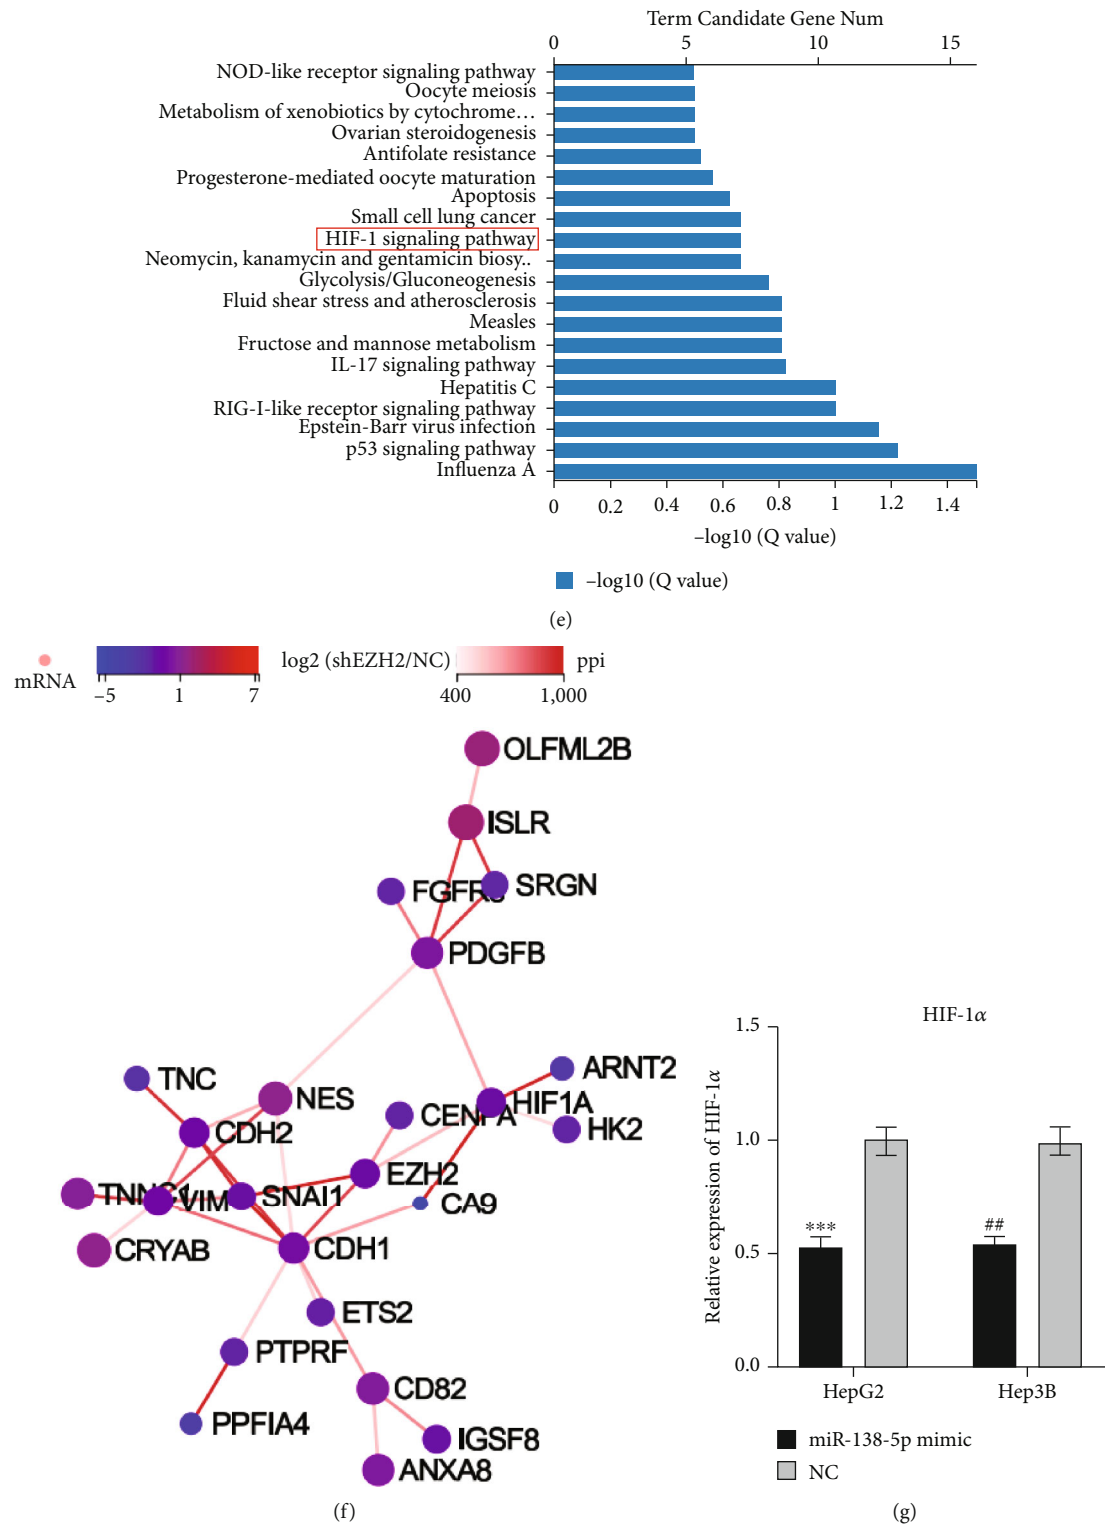 Term Candidate Gene Num
0 5 10 15
NOD-like receptor signaling pathway
Oocyte meiosis
Metabolism of xenobiotics by cytochrome…
Ovarian steroidogenesis
Antifolate resistance
Progesterone-mediated oocyte maturation
Apoptosis
Small cell lung cancer
HIF-1 signaling pathway
Neomycin, kanamycin and gentamicin biosy..
Glycolysis/Gluconeogenesis
Fluid shear stress and atherosclerosis
Measles
Fructose and mannose metabolism
IL-17 signaling pathway
Hepatitis C
RIG-I-like receptor signaling pathway
Epstein-Barr virus infection
p53 signaling pathway
Influenza A
0 0.2 0.4 0.6 0.8 1 1.2 1.4
–log10 (Q value)
–log10 (Q value)
(e)
mRNA
–5 1 7
log2 (shEZH2/NC)
400 1,000
ppi
OLFML2B
ISLR
SRGN
PDGFB
TNC
NES
CDH2
ARNT2
HIF1A
HK2
EZH2
VIM
SNAI1
CA9
CRYAB
CDH1
ETS2
PTPRF
CD82
PPFIA4
IGSF8
ANXA8
(f)
HIF-1α
Relative expression of HIF-1α
1.5
1.0
0.5
0.0
***
##
HepG2 Hep3B
miR-138-5p mimic
NC
(g)